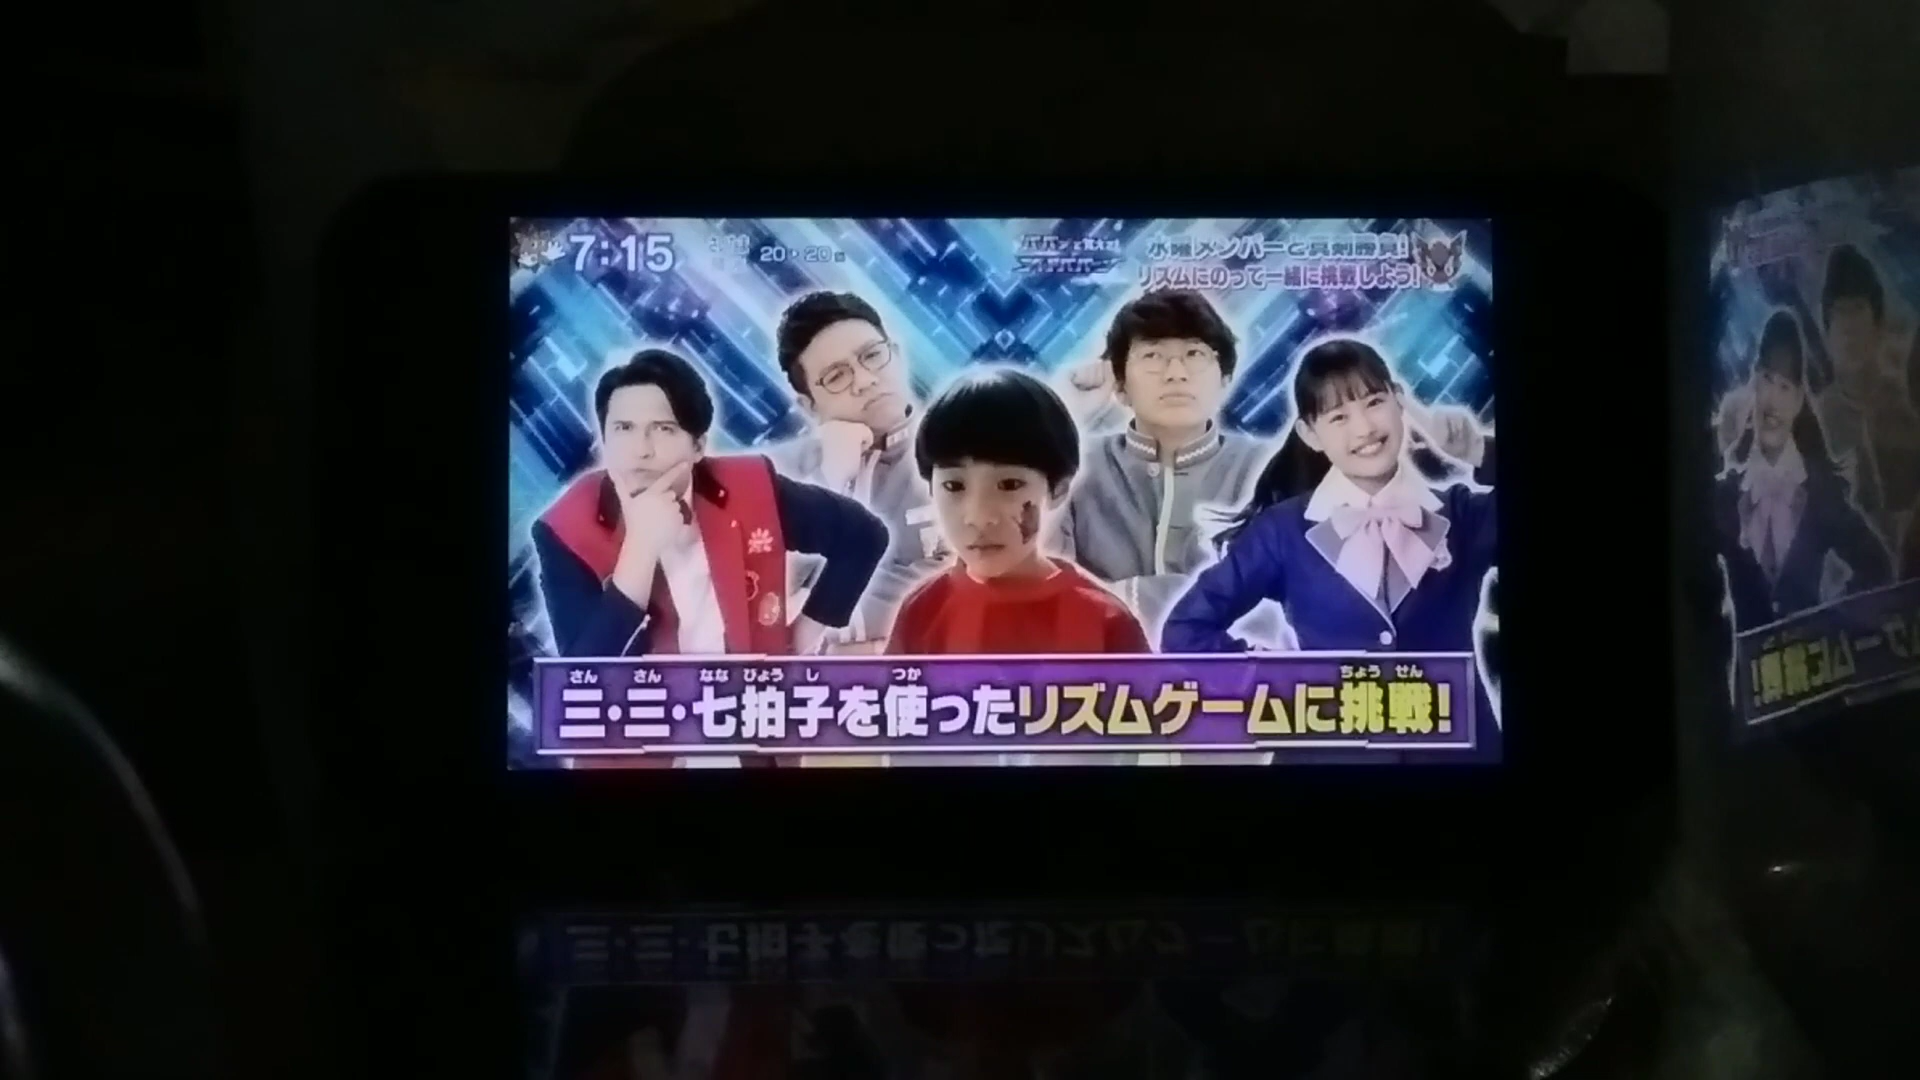 7:15
20
20
水曜メンバーと真剣勝負!
リズムにのって一緒に挑戦しよう!
さん さん なな びょう し つか ちょう せん
三・三・七拍子を使ったリズムゲームに挑戦!